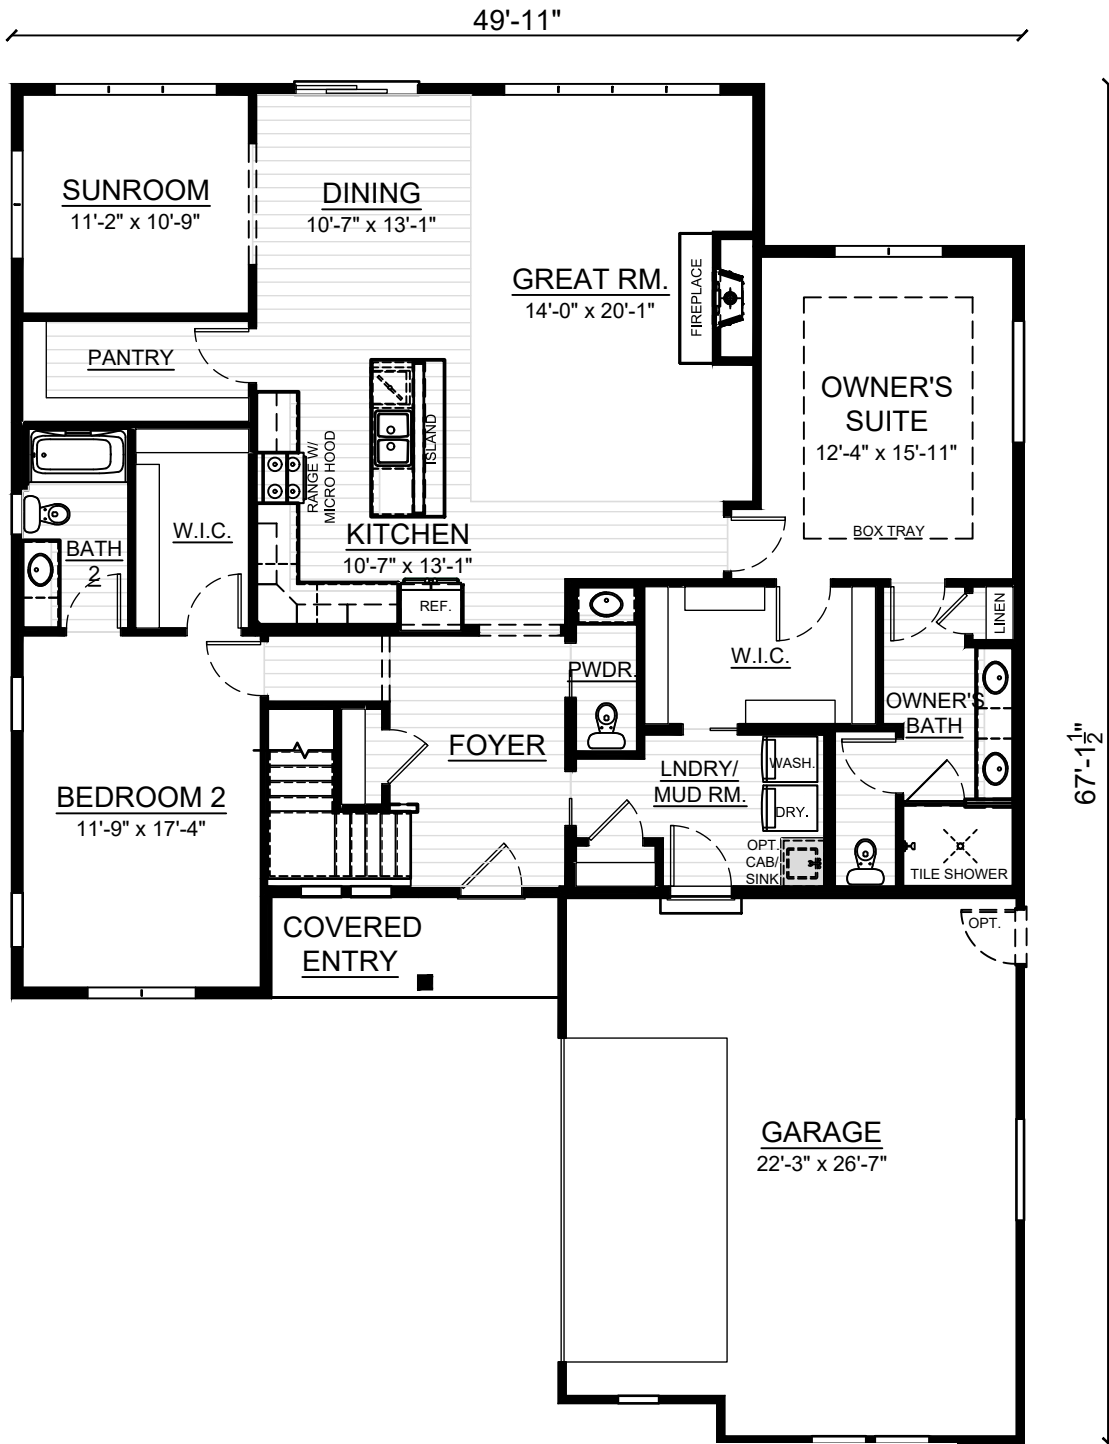 49'-11"
SUNROOM
11'-2" x 10'-9"
DINING
10'-7" x 13'-1"
GREAT RM.
14'-0" x 20'-1"
FIREPLACE
PANTRY
OWNER'S
SUITE
12'-4" x 15'-11"
BOX TRAY
ISLAND
RANGE W/
MICRO HOOD
W.I.C.
BATH
2
KITCHEN
10'-7" x 13'-1"
REF.
LINEN
PWDR.
W.I.C.
OWNER'S
BATH
FOYER
LNDRY/
MUD RM.
WASH.
DRY.
OPT.
CAB/
SINK
TILE SHOWER
BEDROOM 2
11'-9" x 17'-4"
67'-1 1/2"
COVERED
ENTRY
OPT.
GARAGE
22'-3" x 26'-7"